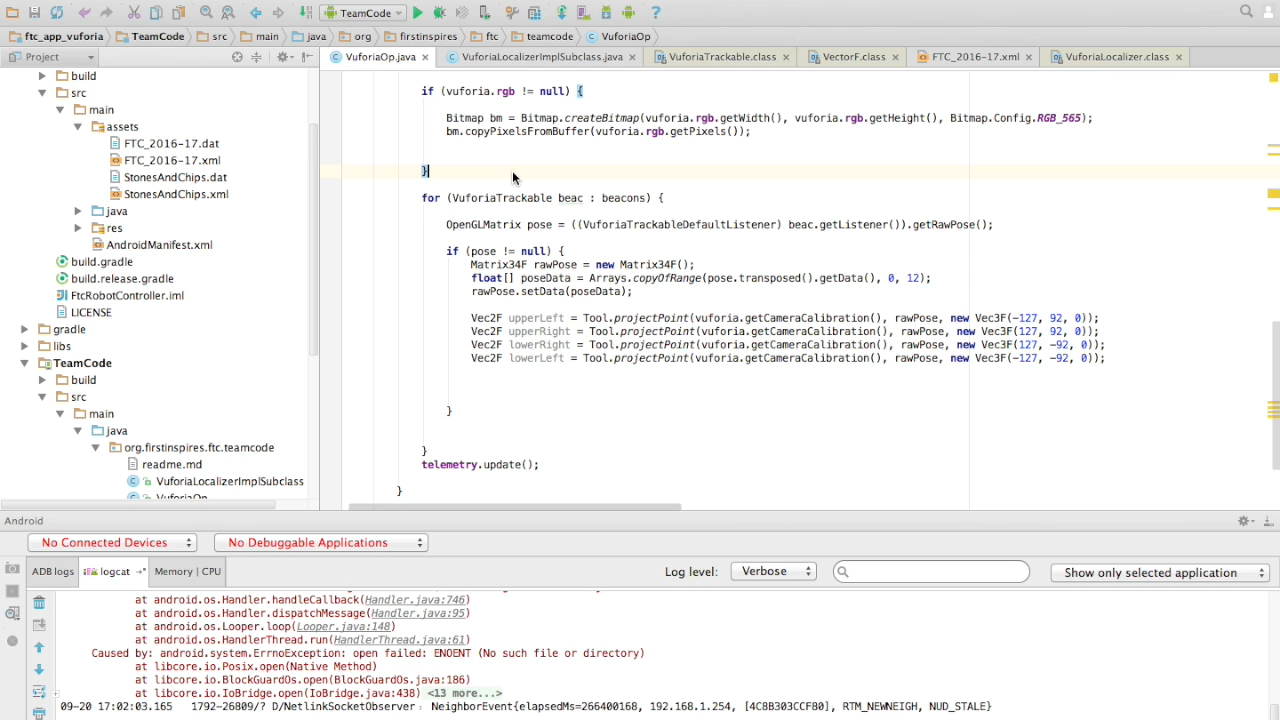 TeamCode
ftc_app_vuforia TeamCode src main java org firstinspires ftc teamcode VuforiaOp
Project
VuforiaOp.java VuforiaLocalizerImplSubclass.java VuforiaTrackable.class VectorF.class FTC_2016-17.xml VuforiaLocalizer.class
build
src
main
assets
FTC_2016-17.dat
FTC_2016-17.xml
StonesAndChips.dat
StonesAndChips.xml
java
res
AndroidManifest.xml
build.gradle
build.release.gradle
FtcRobotController.iml
LICENSE
gradle
libs
TeamCode
build
src
main
java
org.firstinspires.ftc.teamcode
readme.md
VuforiaLocalizerImplSubclass
VuforiaOp
if (vuforia.rgb != null) {
Bitmap bm = Bitmap.createBitmap(vuforia.rgb.getWidth(), vuforia.rgb.getHeight(), Bitmap.Config.RGB_565);
bm.copyPixelsFromBuffer(vuforia.rgb.getPixels());
}
for (VuforiaTrackable beac : beacons) {
OpenGLMatrix pose = ((VuforiaTrackableDefaultListener) beac.getListener()).getRawPose();
if (pose != null) {
Matrix34F rawPose = new Matrix34F();
float[] poseData = Arrays.copyOfRange(pose.transposed().getData(), 0, 12);
rawPose.setData(poseData);
Vec2F upperLeft = Tool.projectPoint(vuforia.getCameraCalibration(), rawPose, new Vec3F(-127, 92, 0));
Vec2F upperRight = Tool.projectPoint(vuforia.getCameraCalibration(), rawPose, new Vec3F(127, 92, 0));
Vec2F lowerRight = Tool.projectPoint(vuforia.getCameraCalibration(), rawPose, new Vec3F(127, -92, 0));
Vec2F lowerLeft = Tool.projectPoint(vuforia.getCameraCalibration(), rawPose, new Vec3F(-127, -92, 0));
}
}
telemetry.update();
}
Android
No Connected Devices No Debuggable Applications
ADB logs logcat Memory | CPU Log level: Verbose Show only selected application
at android.os.Handler.handleCallback(Handler.java:746)
at android.os.Handler.dispatchMessage(Handler.java:95)
at android.os.Looper.loop(Looper.java:148)
at android.os.HandlerThread.run(HandlerThread.java:61)
Caused by: android.system.ErrnoException: open failed: ENOENT (No such file or directory)
at libcore.io.Posix.open(Native Method)
at libcore.io.BlockGuardOs.open(BlockGuardOs.java:186)
at libcore.io.IoBridge.open(IoBridge.java:438) <13 more...>
09-20 17:02:03.165 1792-26809/? D/NetlinkSocketObserver: NeighborEvent{elapsedMs=266400168, 192.168.1.254, [4C8B303CCF80], RTM_NEWNEIGH, NUD_STALE}